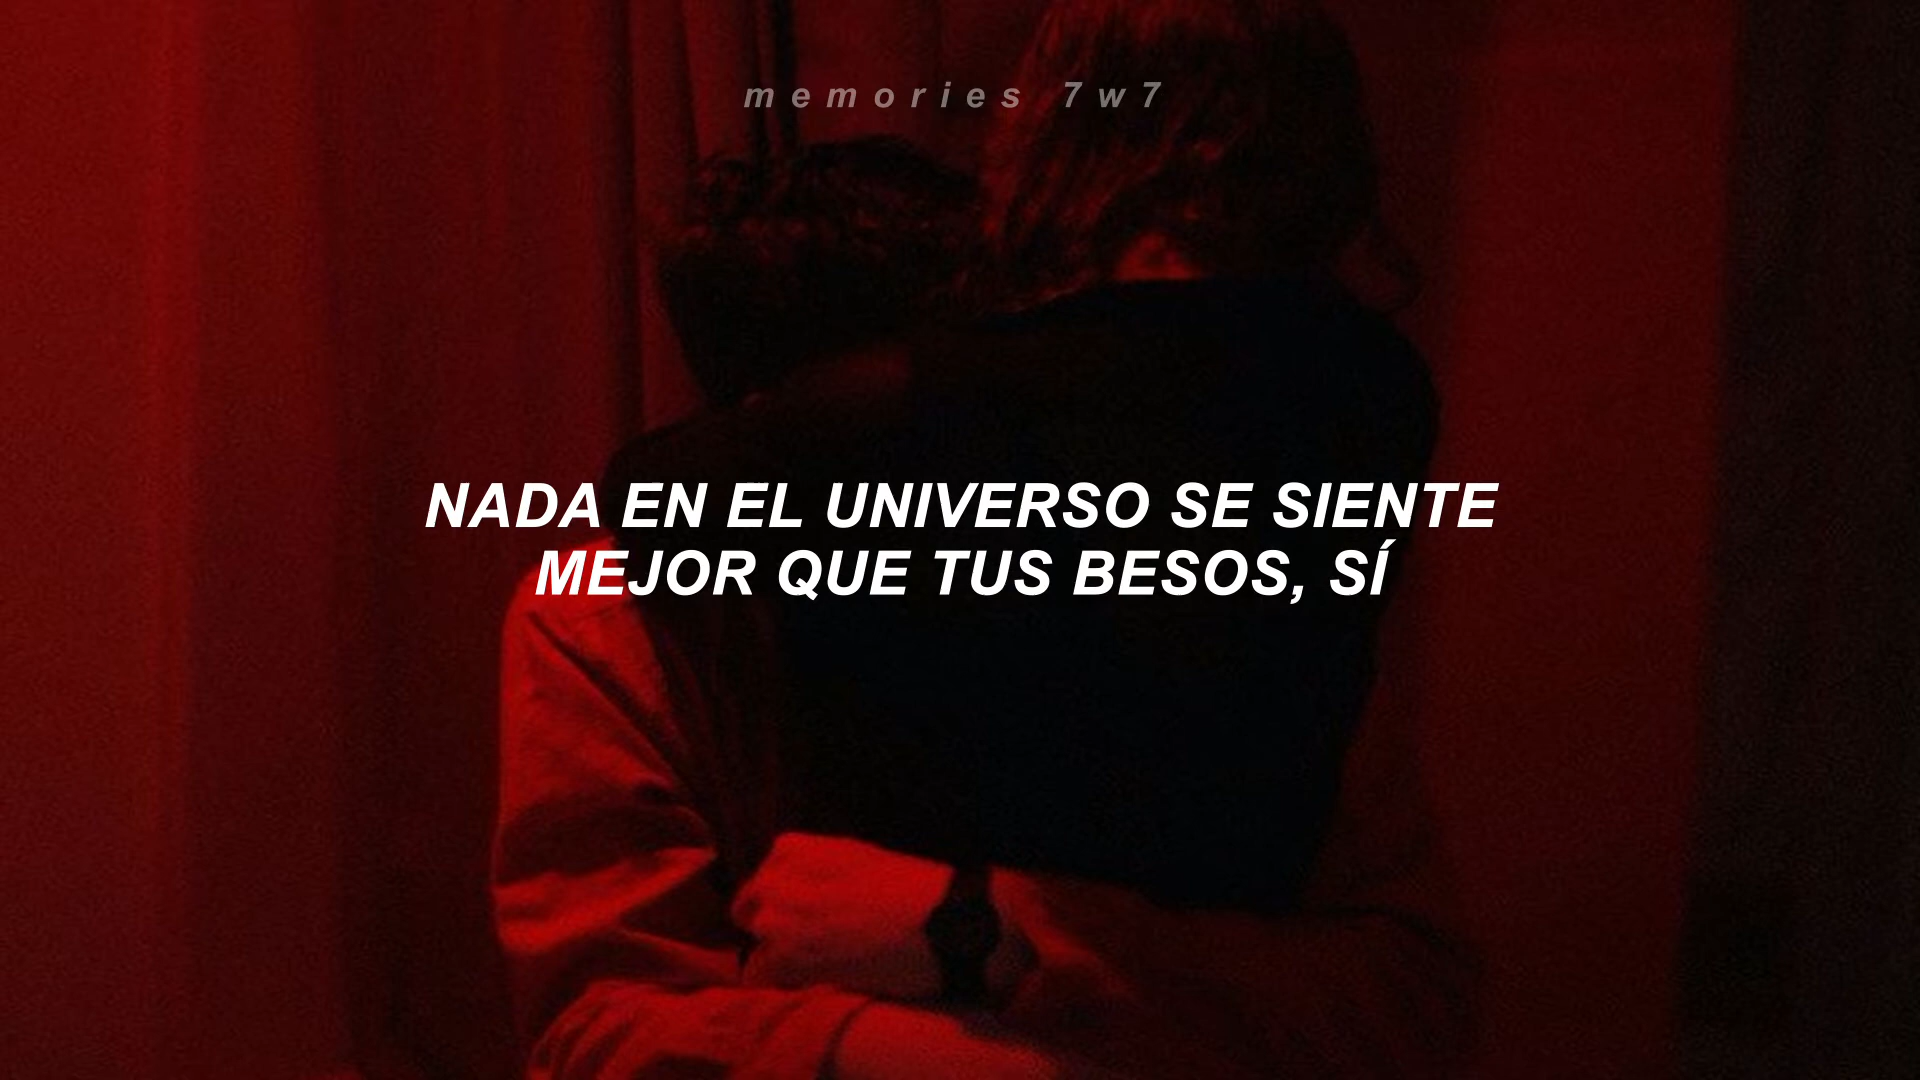 memories 7w7
NADA EN EL UNIVERSO SE SIENTE
MEJOR QUE TUS BESOS, SÍ